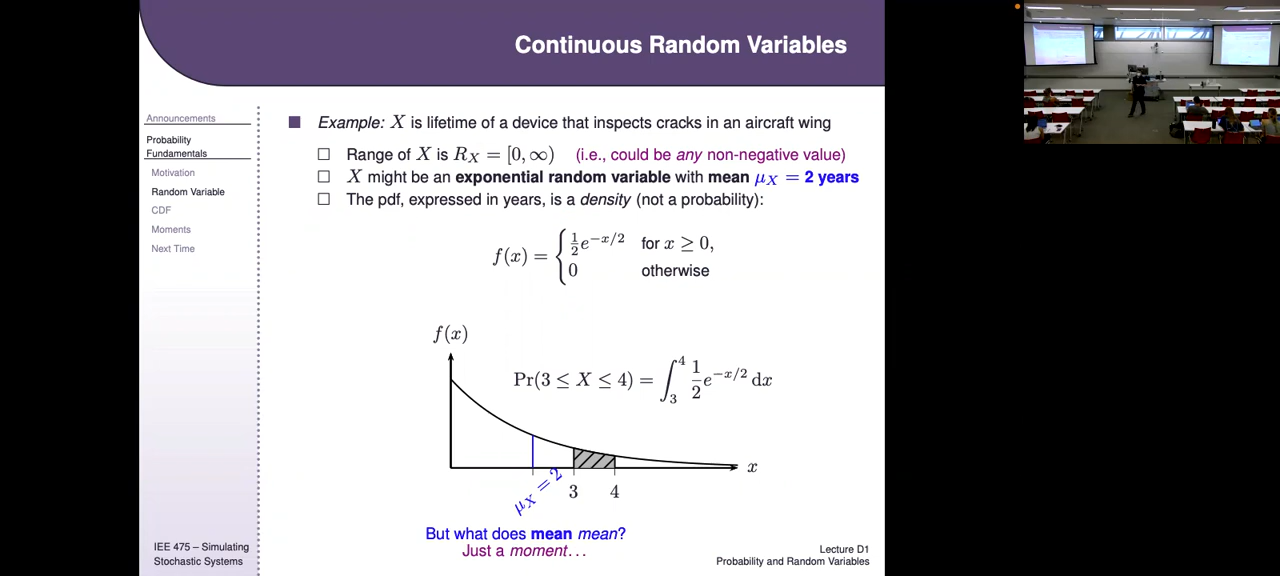 Continuous Random Variables
Announcements
Probability
Fundamentals
Motivation
Random Variable
CDF
Moments
Next Time
■ Example: X is lifetime of a device that inspects cracks in an aircraft wing
□ Range of X is R_X = [0, ∞) (i.e., could be any non-negative value)
□ X might be an exponential random variable with mean μ_X = 2 years
□ The pdf, expressed in years, is a density (not a probability):
f(x) = { 1/2 e^{−x/2} for x ≥ 0,
0 otherwise
f(x)
Pr(3 ≤ X ≤ 4) = ∫_3^4 1/2 e^{−x/2} dx
x
μ_X = 2
3 4
But what does mean mean?
Just a moment...
IEE 475 – Simulating
Stochastic Systems
Lecture D1
Probability and Random Variables